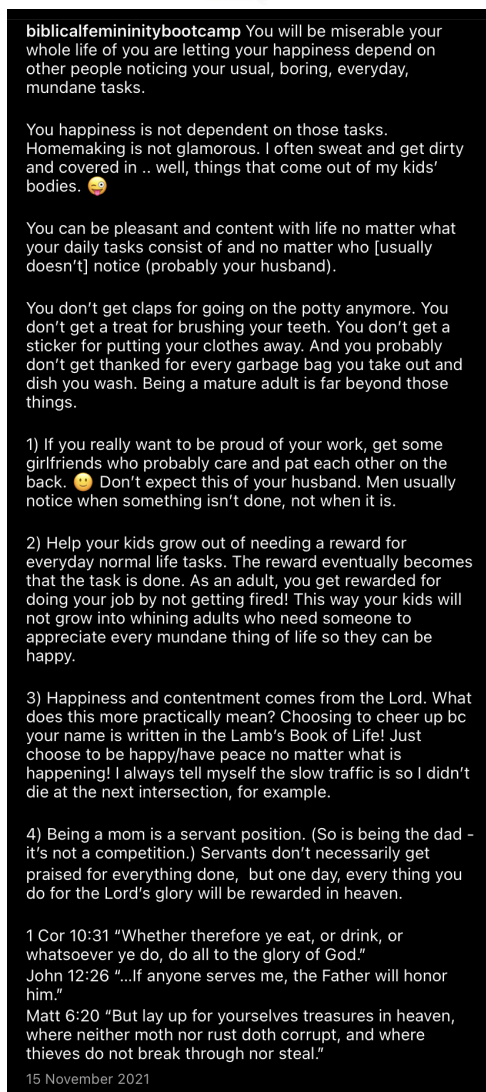 biblicalfemininitybootcamp You will be miserable your
whole life of you are letting your happiness depend on
other people noticing your usual, boring, everyday,
mundane tasks.
You happiness is not dependent on those tasks.
Homemaking is not glamorous. I often sweat and get dirty
and covered in .. well, things that come out of my kids’
bodies. 😜
You can be pleasant and content with life no matter what
your daily tasks consist of and no matter who [usually
doesn’t] notice (probably your husband).
You don’t get claps for going on the potty anymore. You
don’t get a treat for brushing your teeth. You don’t get a
sticker for putting your clothes away. And you probably
don’t get thanked for every garbage bag you take out and
dish you wash. Being a mature adult is far beyond those
things.
1) If you really want to be proud of your work, get some
girlfriends who probably care and pat each other on the
back. 🙂 Don’t expect this of your husband. Men usually
notice when something isn’t done, not when it is.
2) Help your kids grow out of needing a reward for
everyday normal life tasks. The reward eventually becomes
that the task is done. As an adult, you get rewarded for
doing your job by not getting fired! This way your kids will
not grow into whining adults who need someone to
appreciate every mundane thing of life so they can be
happy.
3) Happiness and contentment comes from the Lord. What
does this more practically mean? Choosing to cheer up bc
your name is written in the Lamb’s Book of Life! Just
choose to be happy/have peace no matter what is
happening! I always tell myself the slow traffic is so I didn’t
die at the next intersection, for example.
4) Being a mom is a servant position. (So is being the dad -
it’s not a competition.) Servants don’t necessarily get
praised for everything done,  but one day, every thing you
do for the Lord’s glory will be rewarded in heaven.
1 Cor 10:31 “Whether therefore ye eat, or drink, or
whatsoever ye do, do all to the glory of God.”
John 12:26 “...If anyone serves me, the Father will honor
him.”
Matt 6:20 “But lay up for yourselves treasures in heaven,
where neither moth nor rust doth corrupt, and where
thieves do not break through nor steal.”
15 November 2021